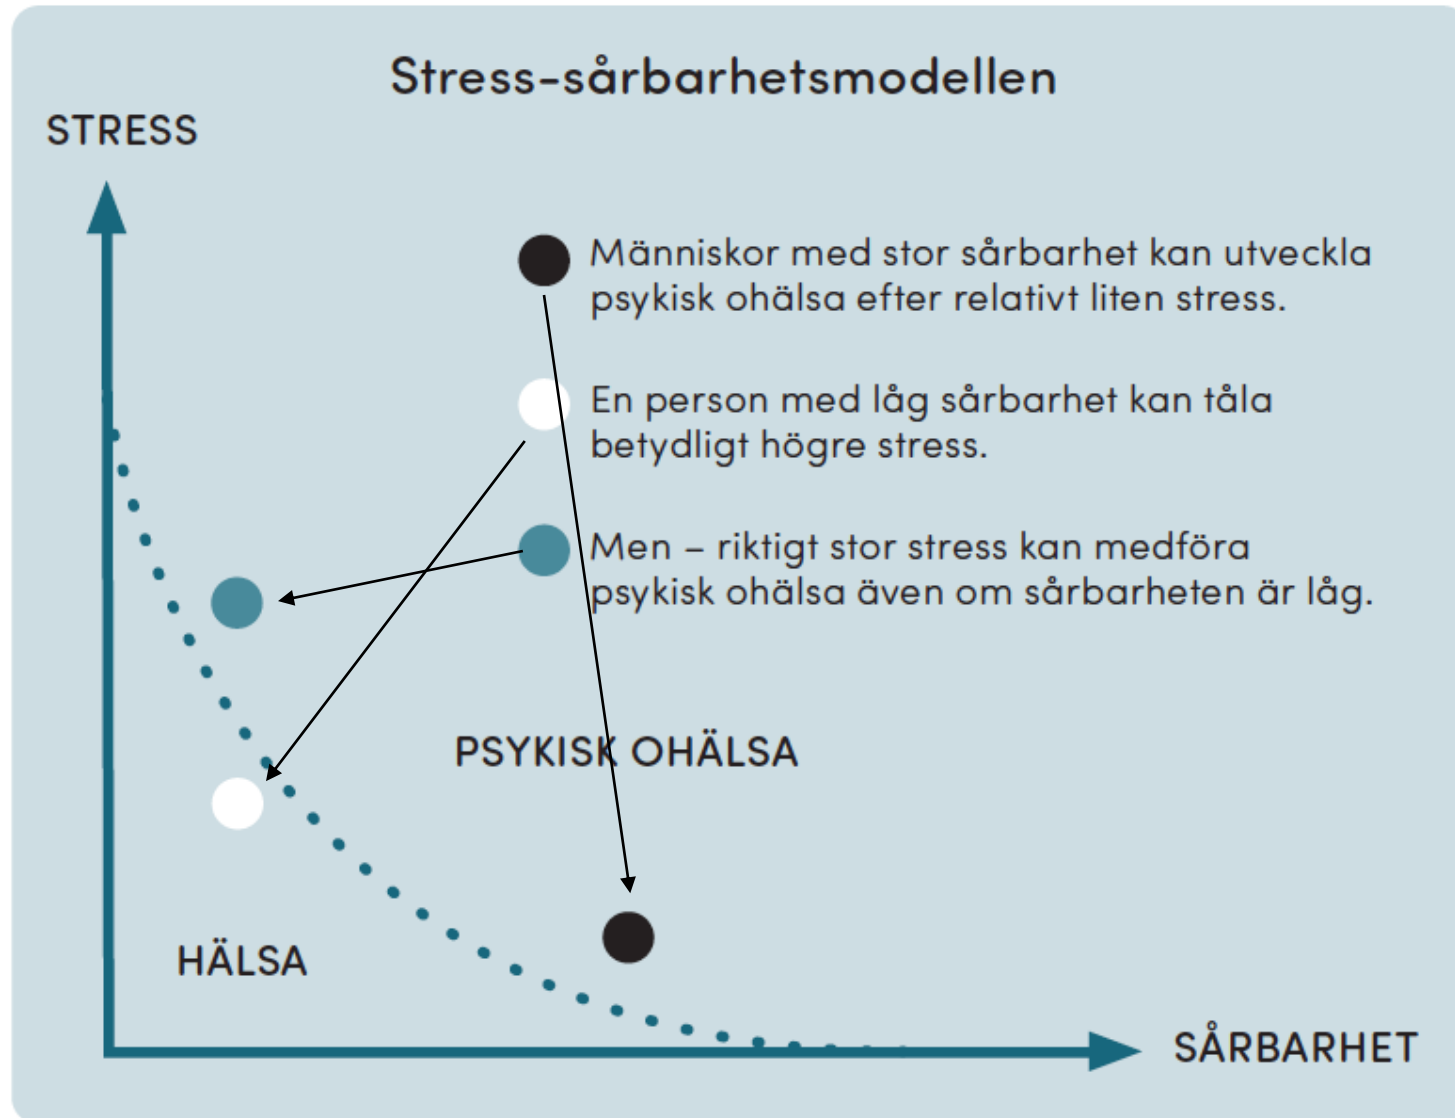 Stress-sårbarhetsmodellen
STRESS
Människor med stor sårbarhet kan utveckla
psykisk ohälsa efter relativt liten stress.
En person med låg sårbarhet kan tåla
betydligt högre stress.
Men – riktigt stor stress kan medföra
psykisk ohälsa även om sårbarheten är låg.
PSYKISK OHÄLSA
HÄLSA
SÅRBARHET